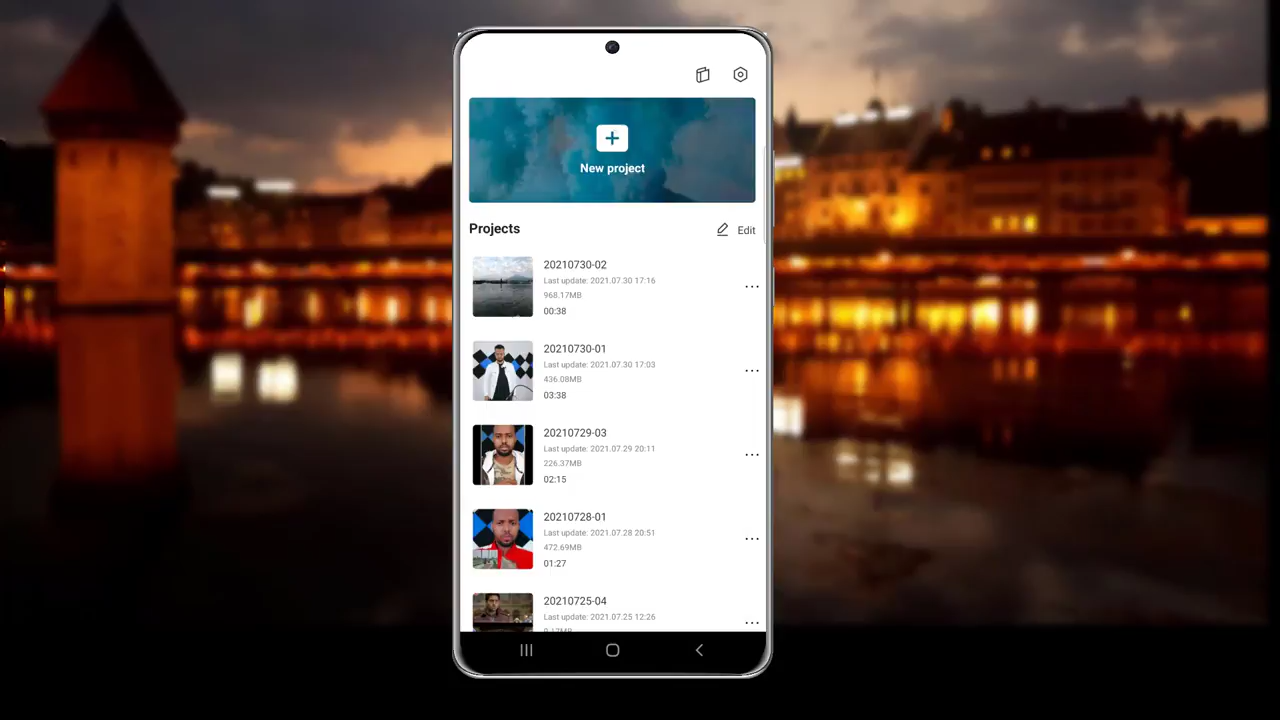 New project
Projects
Edit
20210730-02
Last update: 2021.07.30 17:16
968.17MB
00:38
20210730-01
Last update: 2021.07.30 17:03
436.08MB
03:38
20210729-03
Last update: 2021.07.29 20:11
226.37MB
02:15
20210728-01
Last update: 2021.07.28 20:51
472.69MB
01:27
20210725-04
Last update: 2021.07.25 12:26